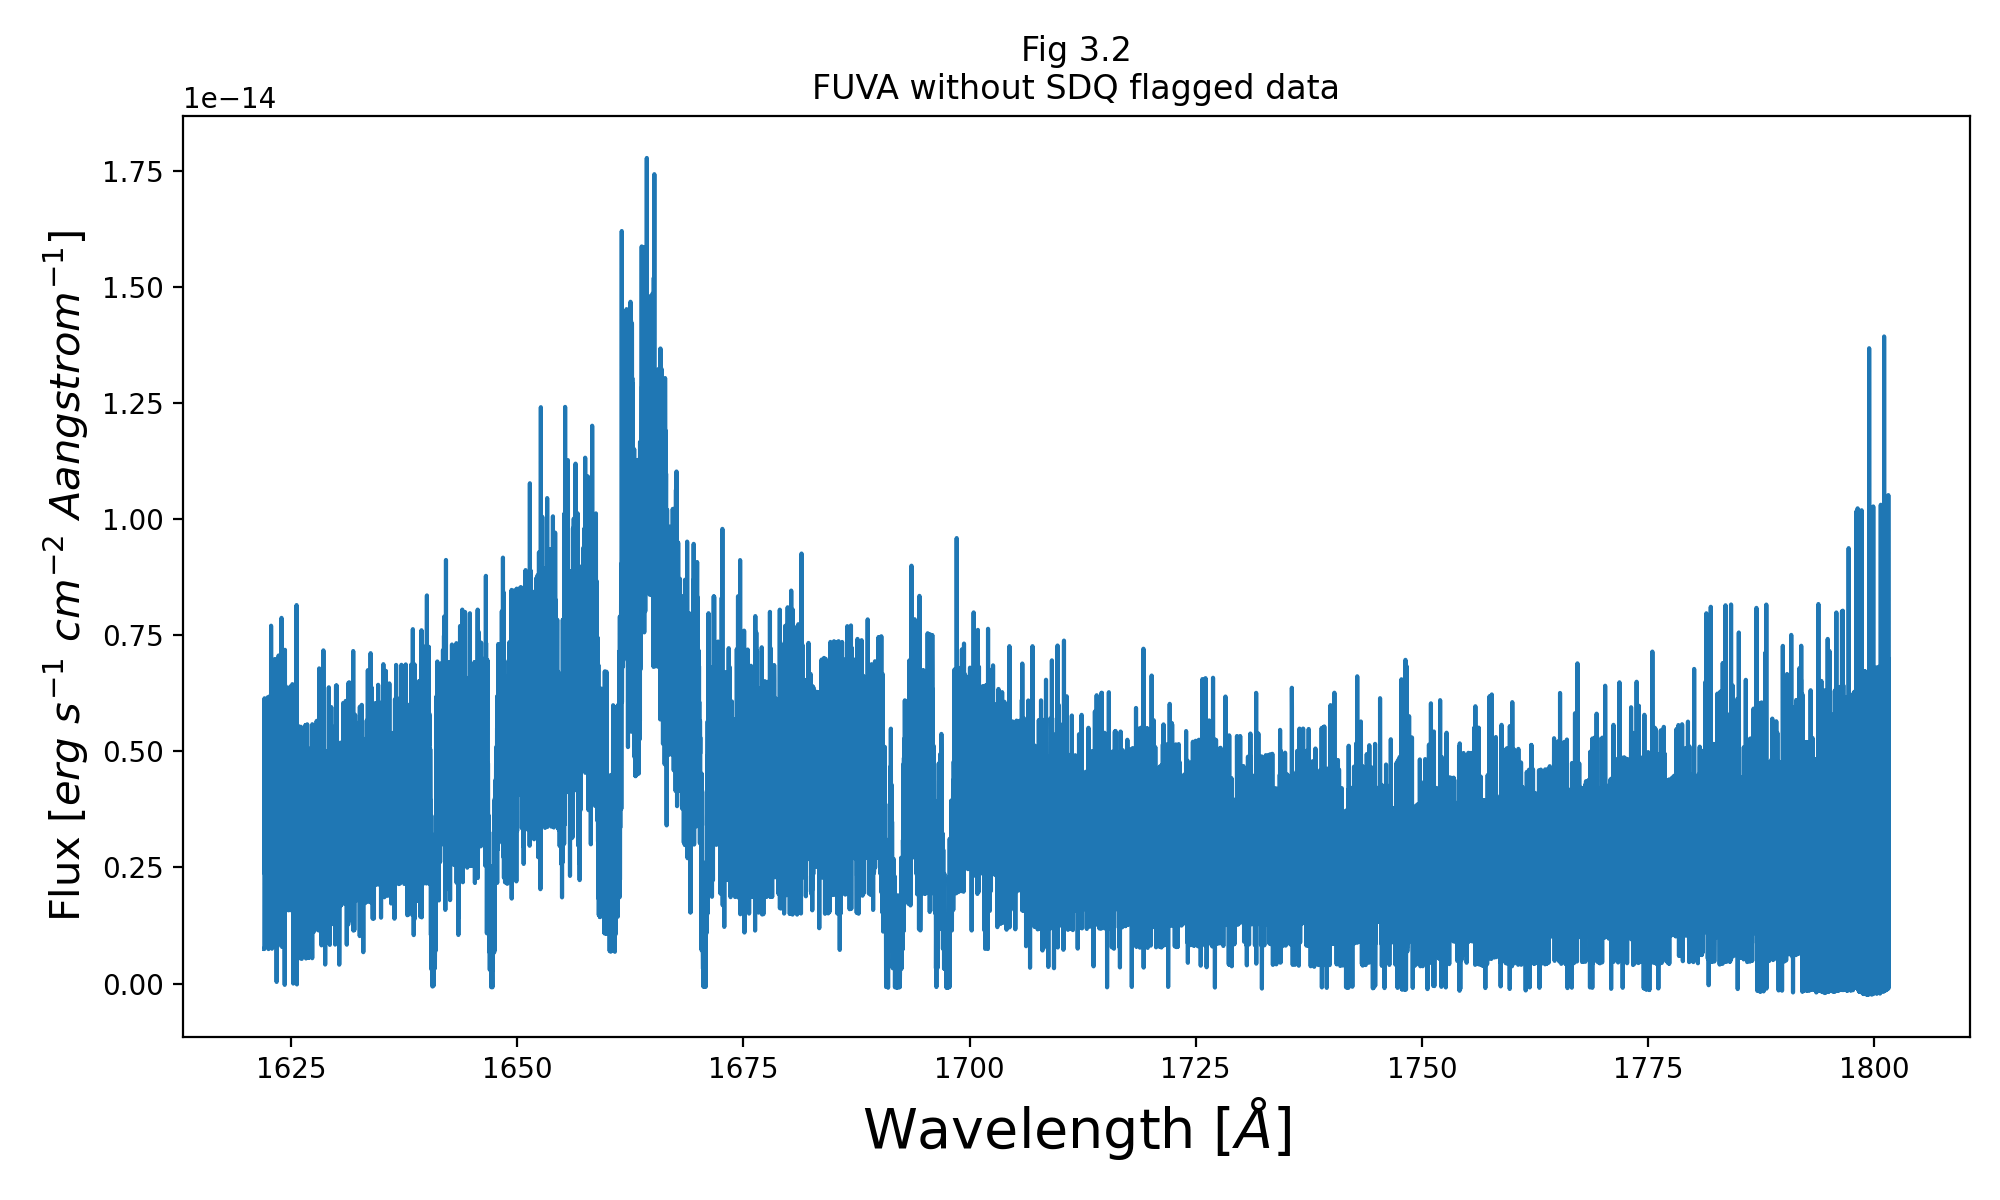 Fig 3.2
FUVA without SDQ flagged data
1e−14
1.75
1.50
1.25
1.00
0.75
0.50
0.25
0.00
Flux [erg s⁻¹ cm⁻² Aangstrom⁻¹]
1625 1650 1675 1700 1725 1750 1775 1800
Wavelength [Å]